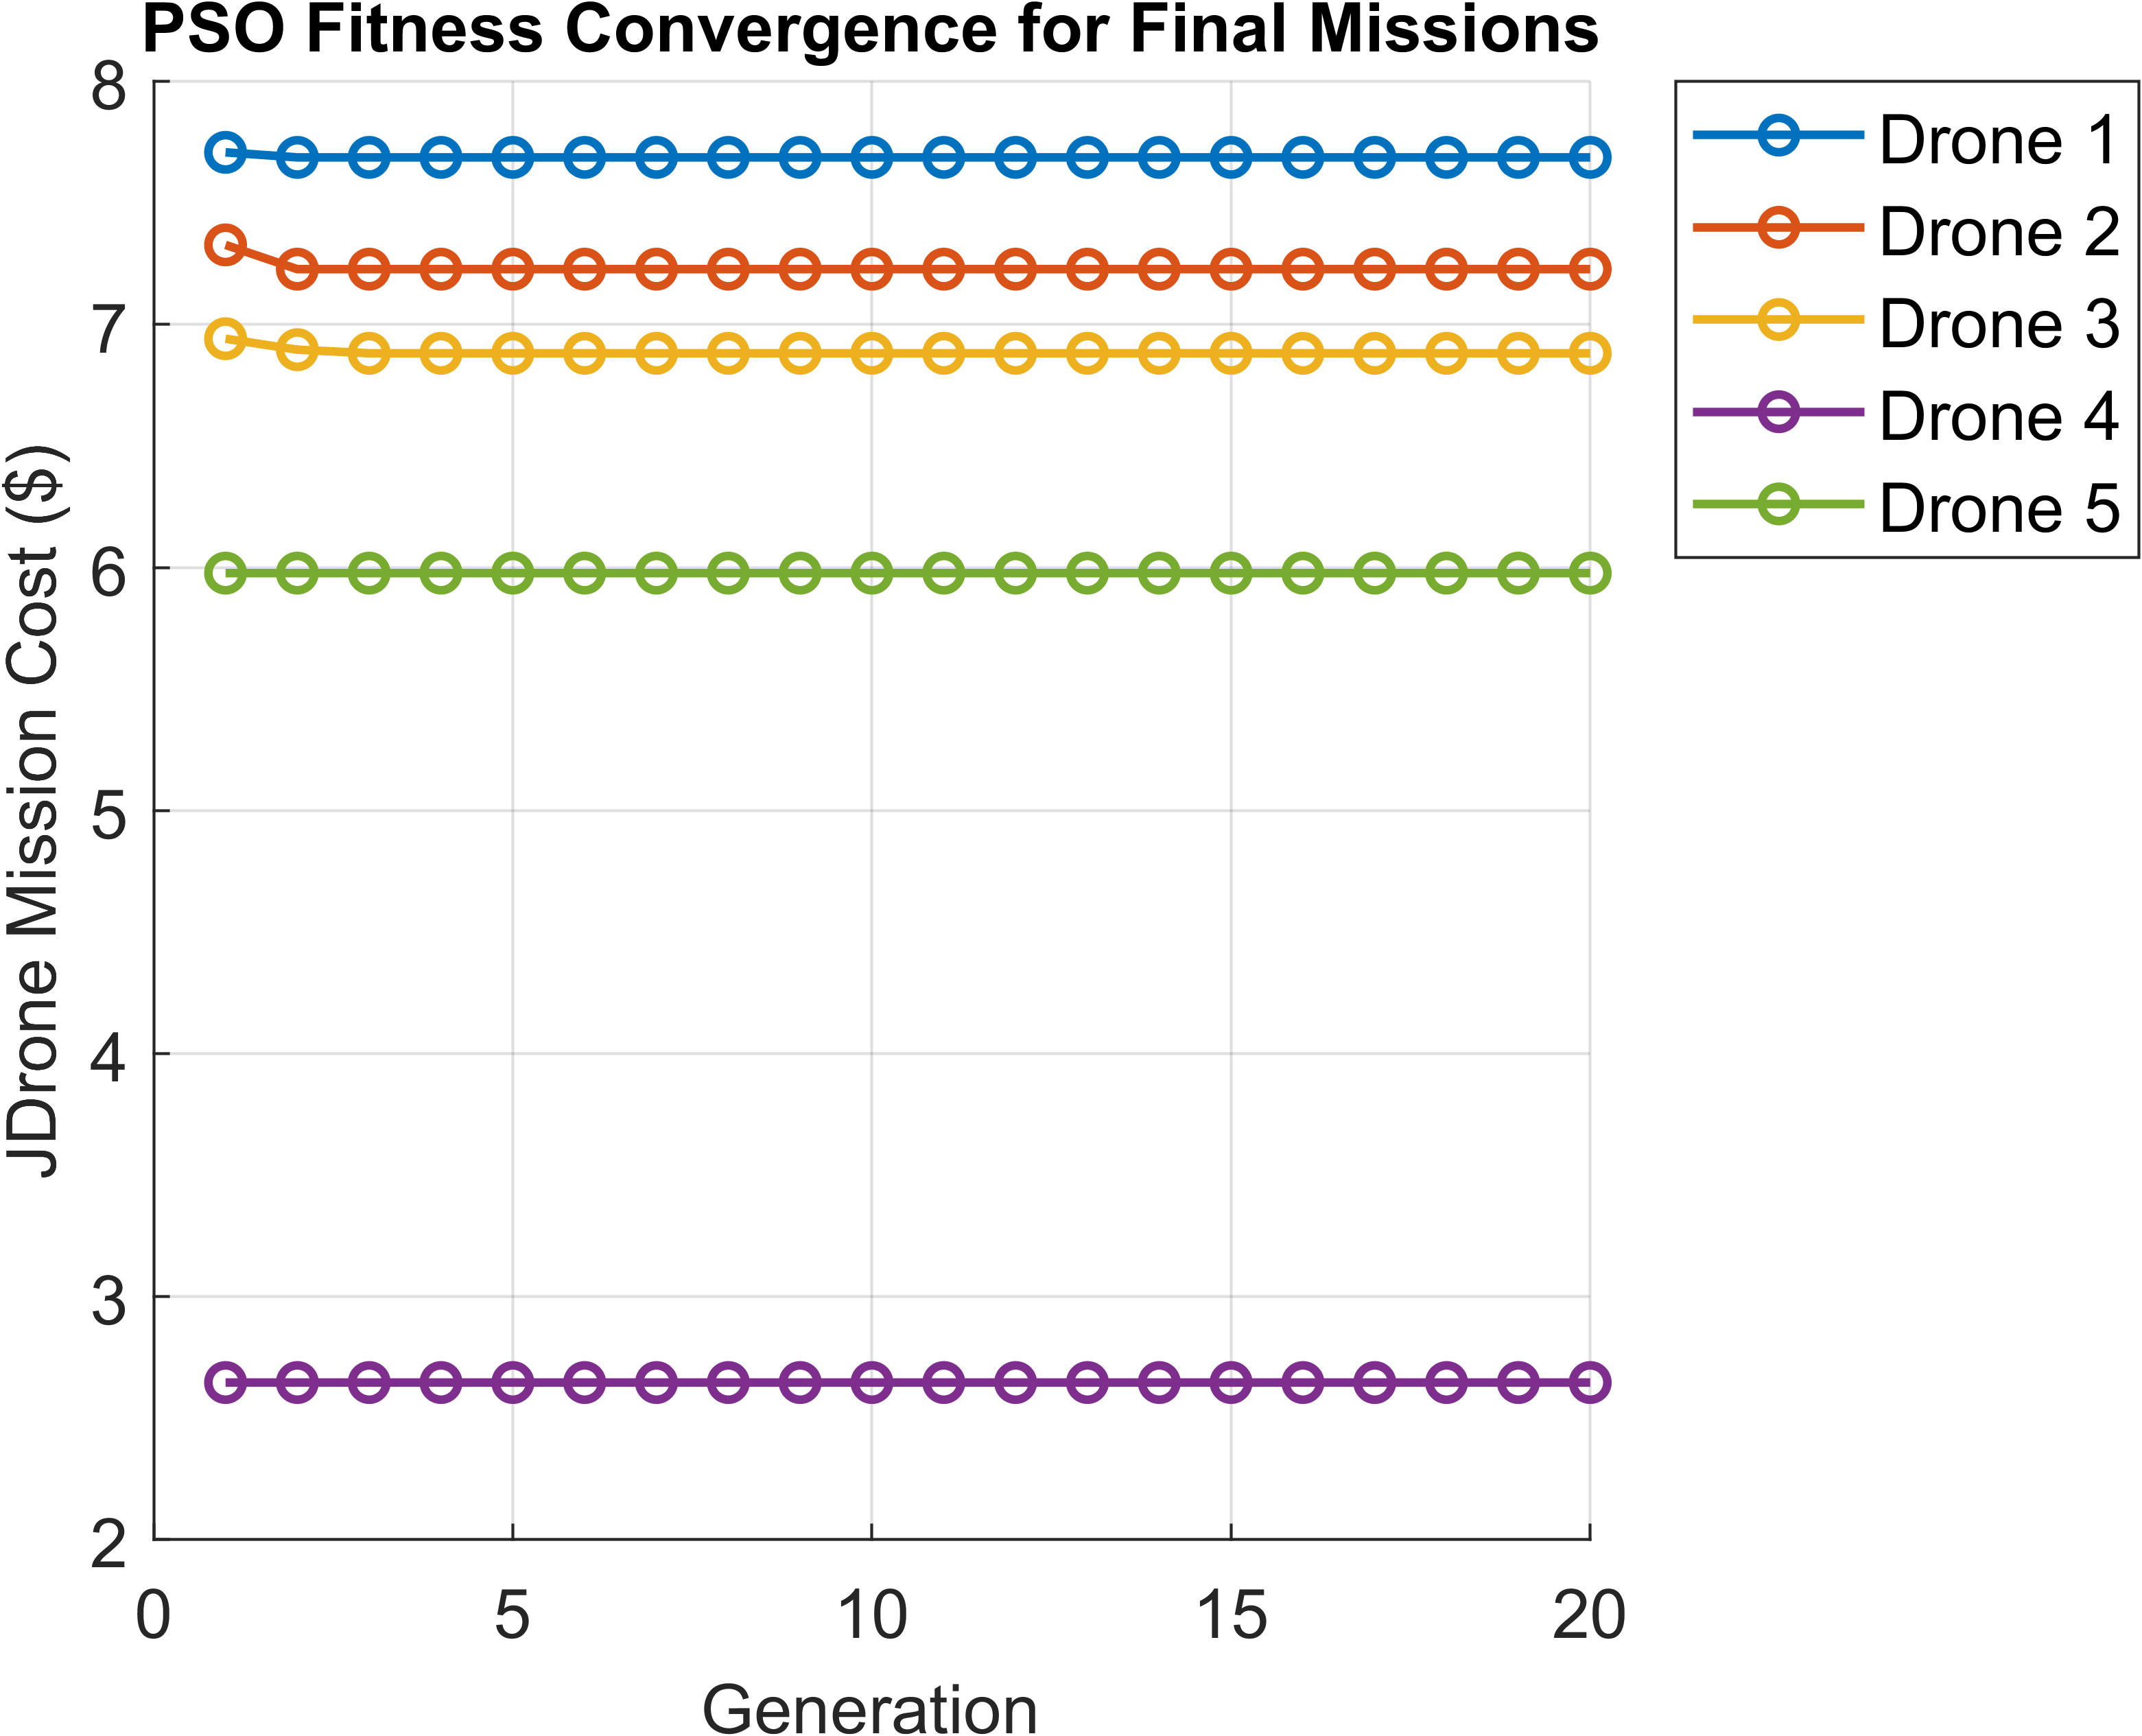 PSO Fitness Convergence for Final Missions
8
7
6
5
4
3
2
JDrone Mission Cost ($)
0 5 10 15 20
Generation
Drone 1
Drone 2
Drone 3
Drone 4
Drone 5